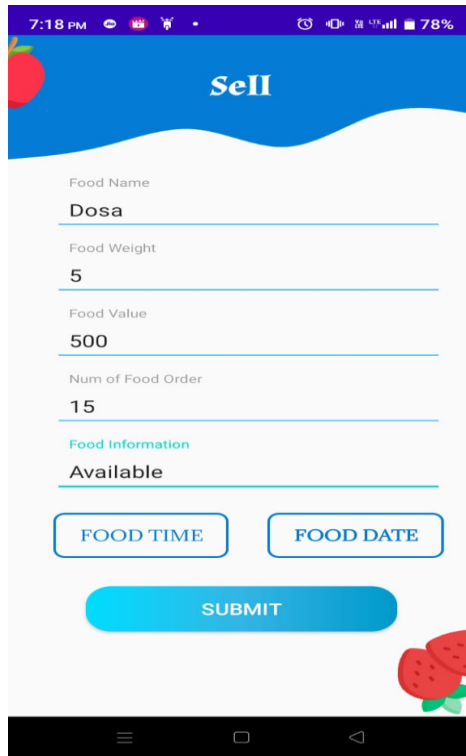 7:18 PM 78%
Sell
Food Name
Dosa
Food Weight
5
Food Value
500
Num of Food Order
15
Food Information
Available
FOOD TIME FOOD DATE
SUBMIT